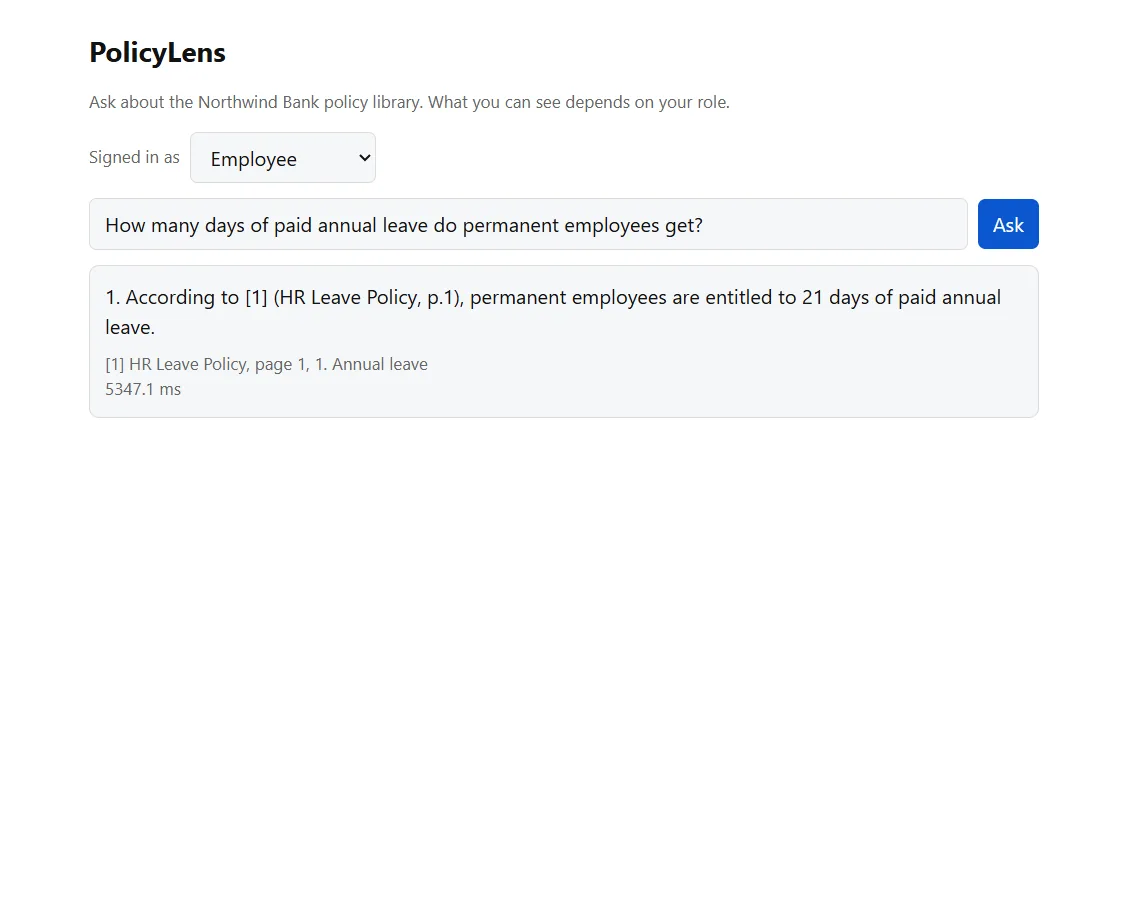 PolicyLens
Ask about the Northwind Bank policy library. What you can see depends on your role.
Signed in as
Employee
How many days of paid annual leave do permanent employees get?
Ask
1. According to [1] (HR Leave Policy, p.1), permanent employees are entitled to 21 days of paid annual
leave.
[1] HR Leave Policy, page 1, 1. Annual leave
5347.1 ms